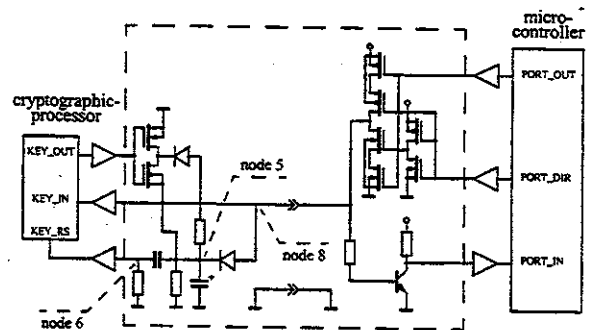 micro-
controller
cryptographic-
processor
PORT_OUT
KEY_OUT
node 5
PORT_DIR
KEY_IN
KEY_RS
node 8
PORT_IN
node 6